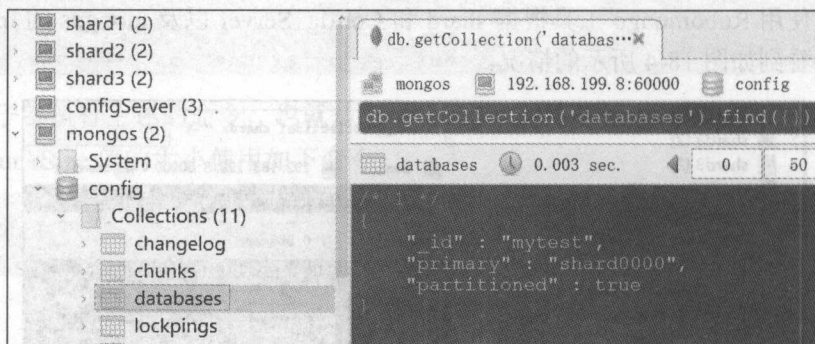 shard1 (2)
shard2 (2)
shard3 (2)
configServer (3)
mongos (2)
System
config
Collections (11)
changelog
chunks
databases
lockpings
db.getCollection('databas…×
mongos 192.168.199.8:60000 config
db.getCollection('databases').find({})
databases 0.003 sec. 0 50
/* 1 */
{
"_id" : "mytest",
"primary" : "shard0000",
"partitioned" : true
}